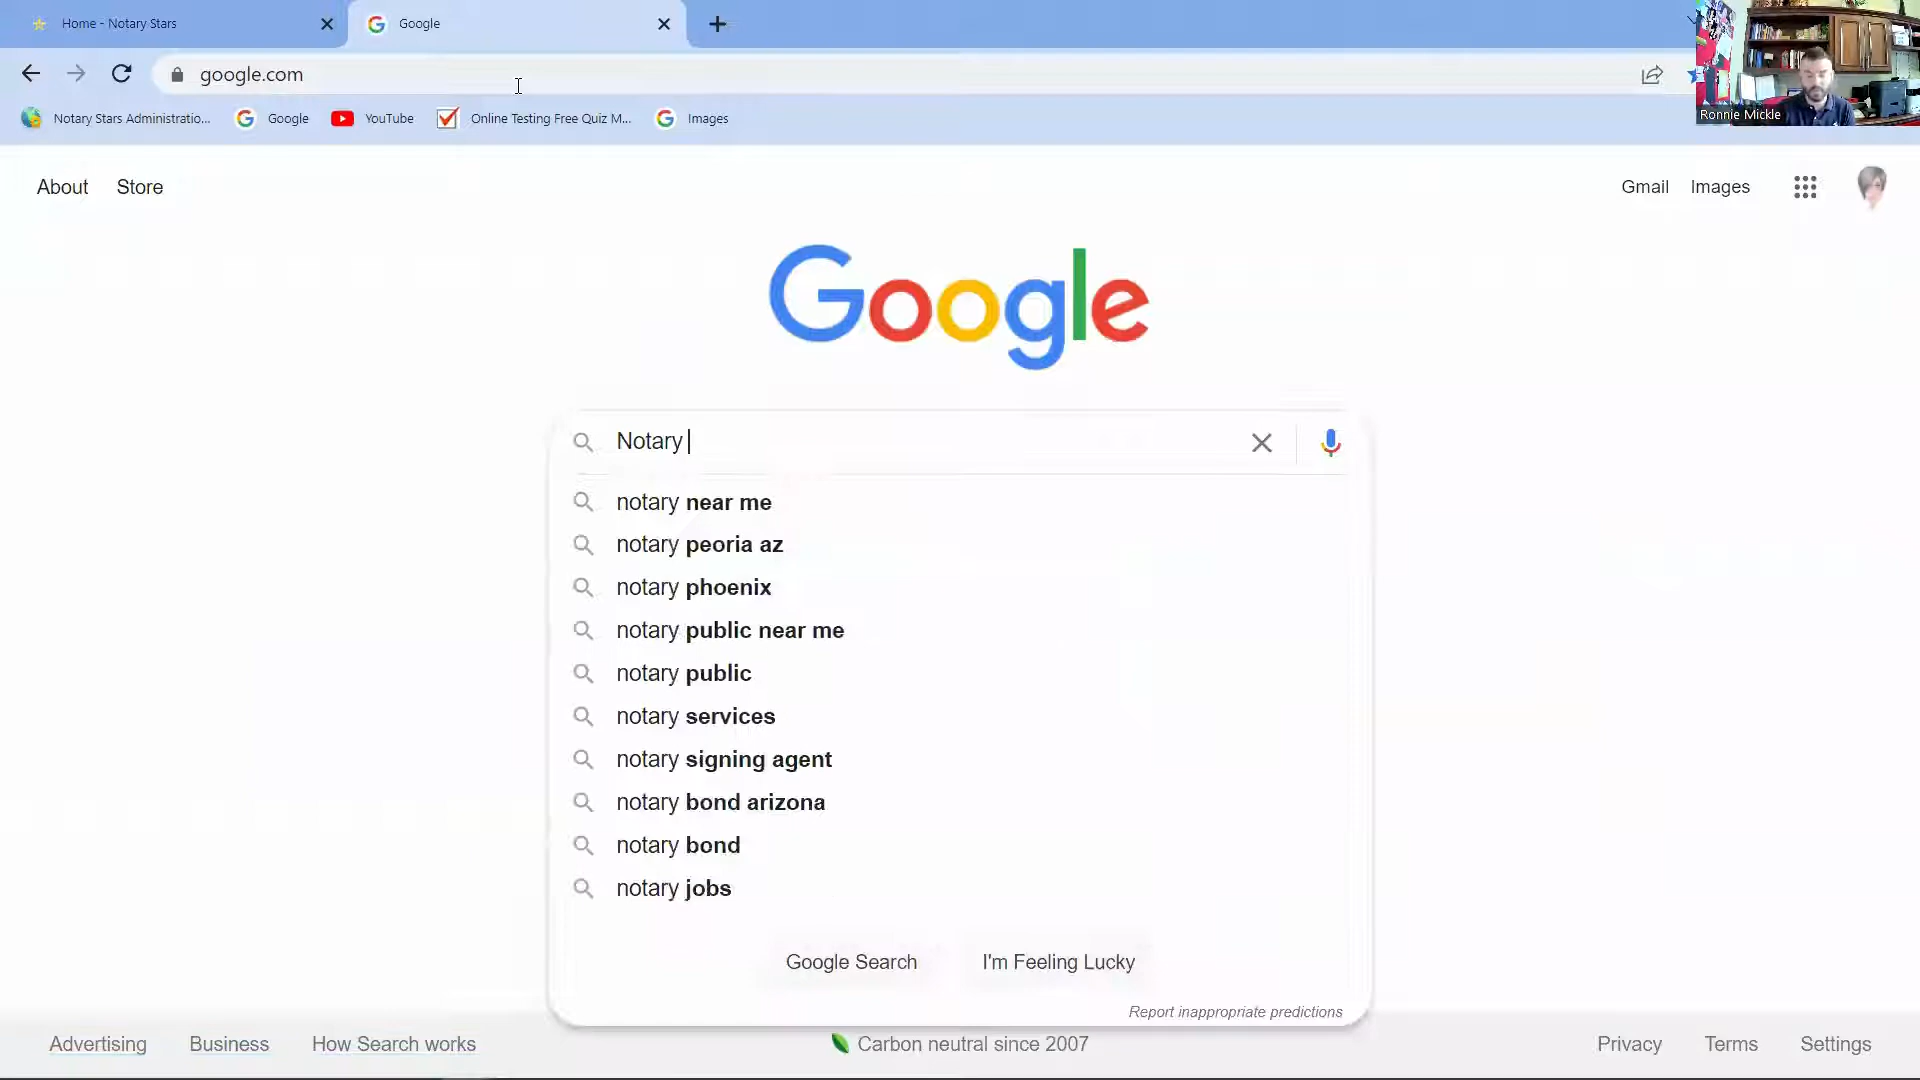 Home - Notary Stars
Google
google.com
Notary Stars Administratio...
Google
YouTube
Online Testing Free Quiz M...
Images
Ronnie Mickle
About
Store
Gmail
Images
Google
Notary
notary near me
notary peoria az
notary phoenix
notary public near me
notary public
notary services
notary signing agent
notary bond arizona
notary bond
notary jobs
Google Search
I'm Feeling Lucky
Report inappropriate predictions
Advertising
Business
How Search works
Carbon neutral since 2007
Privacy
Terms
Settings